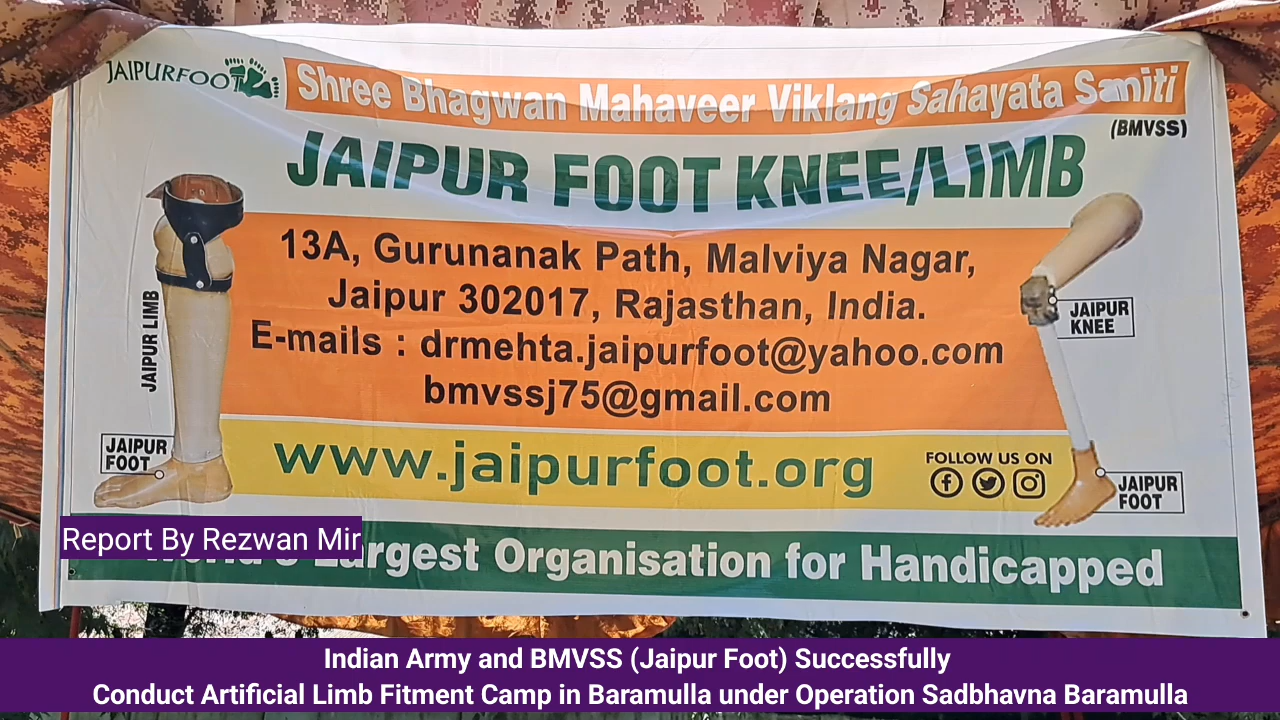 JAIPURFOOT
Shree Bhagwan Mahaveer Viklang Sahayata Samiti
(BMVSS)
JAIPUR FOOT KNEE/LIMB
13A, Gurunanak Path, Malviya Nagar,
Jaipur 302017, Rajasthan, India.
E-mails : drmehta.jaipurfoot@yahoo.com
bmvssj75@gmail.com
JAIPUR LIMB
JAIPUR
KNEE
JAIPUR
FOOT
www.jaipurfoot.org
FOLLOW US ON
JAIPUR
FOOT
Report By Rezwan Mir
World's Largest Organisation for Handicapped
Indian Army and BMVSS (Jaipur Foot) Successfully
Conduct Artificial Limb Fitment Camp in Baramulla under Operation Sadbhavna Baramulla